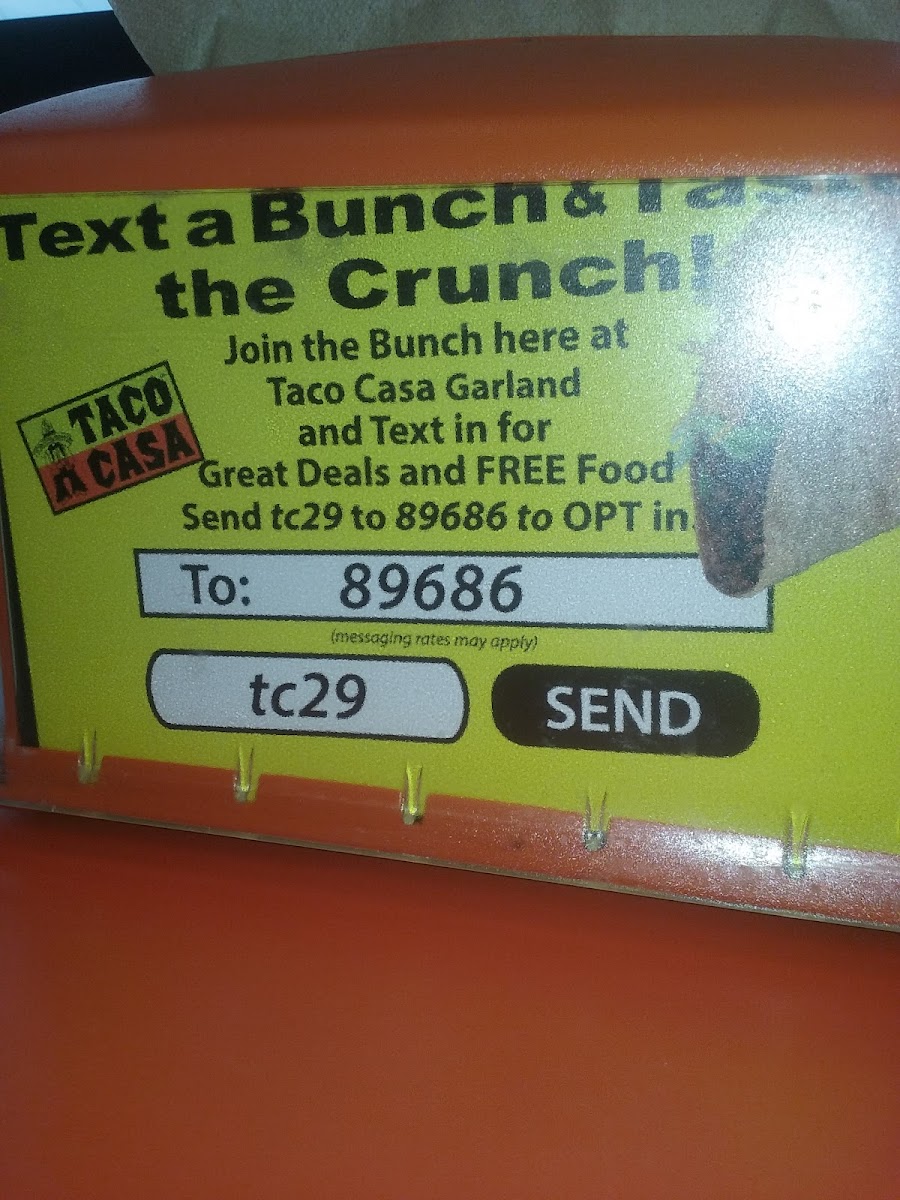 Text a Bunch & Taste
the Crunch!
Join the Bunch here at
Taco Casa Garland
and Text in for
Great Deals and FREE Food
Send tc29 to 89686 to OPT in.
TACO
CASA
To: 89686
(messaging rates may apply)
tc29
SEND